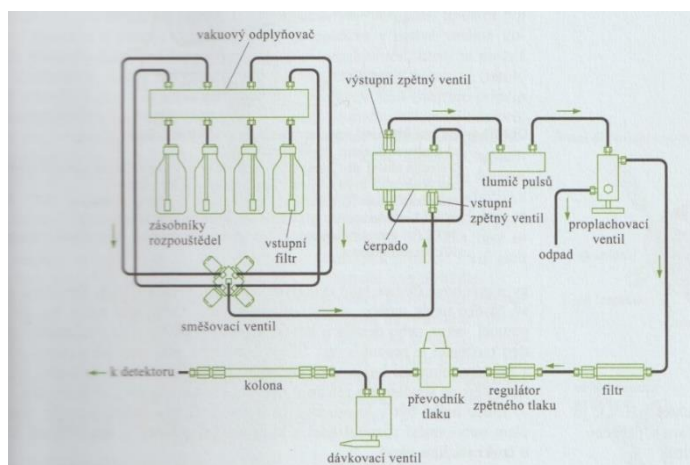 vakuový odplyňovač
výstupní zpětný ventil
tlumič pulsů
vstupní
zpětný ventil
čerpadlo
proplachovací
ventil
odpad
zásobníky
rozpouštědel
vstupní
filtr
směšovací ventil
k detektoru
kolona
převodník
tlaku
regulátor
zpětného tlaku
filtr
dávkovací ventil